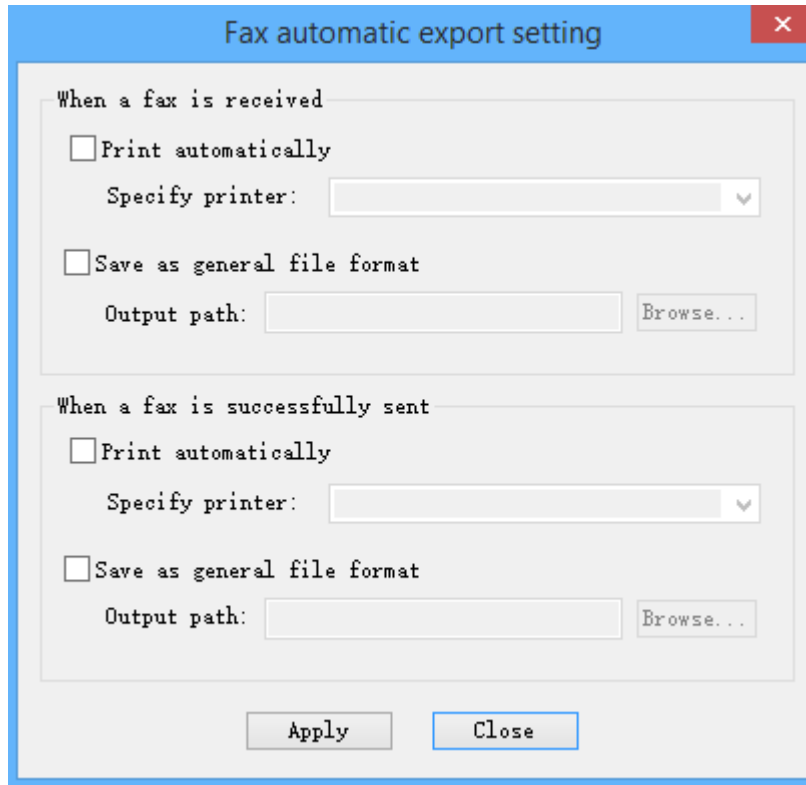 Fax automatic export setting
When a fax is received
Print automatically
Specify printer:
Save as general file format
Output path:
Browse...
When a fax is successfully sent
Print automatically
Specify printer:
Save as general file format
Output path:
Browse...
Apply
Close